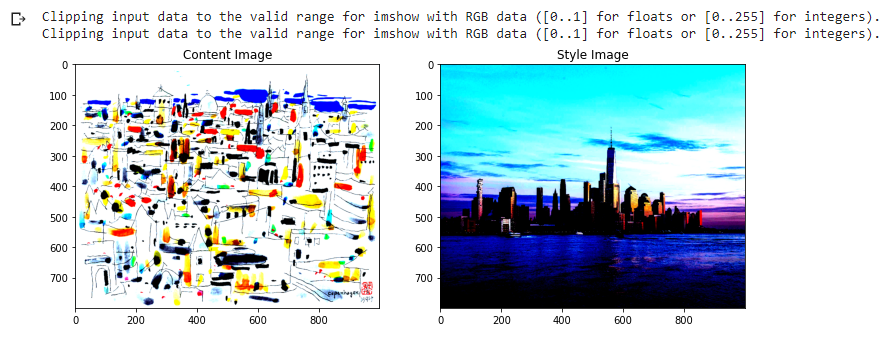 Clipping input data to the valid range for imshow with RGB data ([0..1] for floats or [0..255] for integers).
Clipping input data to the valid range for imshow with RGB data ([0..1] for floats or [0..255] for integers).
Content Image
Style Image
0
100
200
300
400
500
600
700
0 200 400 600 800
0
100
200
300
400
500
600
700
0 200 400 600 800
copenhagen